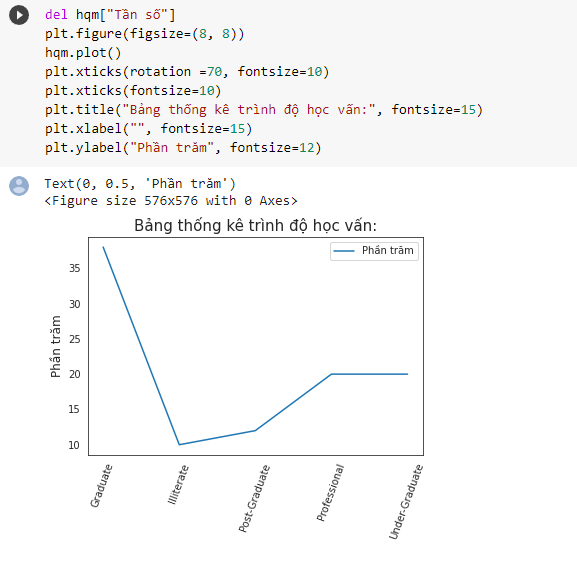 del hqm["Tần số"]
plt.figure(figsize=(8, 8))
hqm.plot()
plt.xticks(rotation =70, fontsize=10)
plt.xticks(fontsize=10)
plt.title("Bảng thống kê trình độ học vấn:", fontsize=15)
plt.xlabel("", fontsize=15)
plt.ylabel("Phần trăm", fontsize=12)
Text(0, 0.5, 'Phần trăm')
<Figure size 576x576 with 0 Axes>
Bảng thống kê trình độ học vấn:
Phần trăm
Phần trăm
35
30
25
20
15
10
Graduate
Illiterate
Post-Graduate
Professional
Under-Graduate